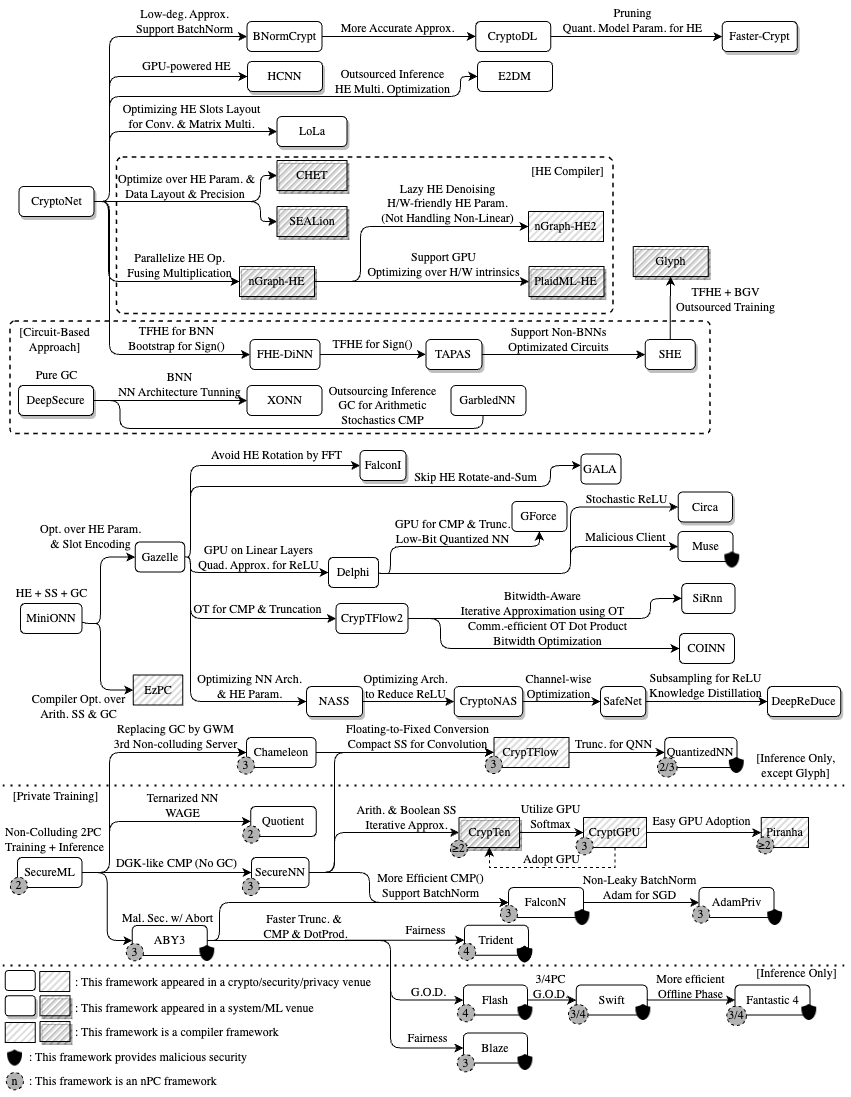 Low-deg. Approx.
Support BatchNorm
BNormCrypt
More Accurate Approx.
CryptoDL
Pruning
Quant. Model Param. for HE
Faster-Crypt
GPU-powered HE
HCNN
Outsourced Inference
HE Multi. Optimization
E2DM
Optimizing HE Slots Layout
for Conv. & Matrix Multi.
LoLa
CryptoNet
[HE Compiler]
Optimize over HE Param. &
Data Layout & Precision
CHET
SEALion
Lazy HE Denoising
H/W-friendly HE Param.
(Not Handling Non-Linear)
nGraph-HE2
Parallelize HE Op.
Fusing Multiplication
nGraph-HE
Support GPU
Optimizing over H/W intrinsics
PlaidML-HE
Glyph
TFHE + BGV
Outsourced Training
[Circuit-Based
Approach]
TFHE for BNN
Bootstrap for Sign()
FHE-DiNN
TFHE for Sign()
TAPAS
Support Non-BNNs
Optimizated Circuits
SHE
Pure GC
DeepSecure
BNN
NN Architecture Tunning
XONN
Outsourcing Inference
GC for Arithmetic
Stochastics CMP
GarbledNN
Avoid HE Rotation by FFT
FalconI
Skip HE Rotate-and-Sum
GALA
Opt. over HE Param.
& Slot Encoding
Gazelle
GPU on Linear Layers
Quad. Approx. for ReLU
Delphi
GPU for CMP & Trunc.
Low-Bit Quantized NN
GForce
Stochastic ReLU
Circa
Malicious Client
Muse
HE + SS + GC
MiniONN
OT for CMP & Truncation
CrypTFlow2
Bitwidth-Aware
Iterative Approximation using OT
SiRnn
Comm.-efficient OT Dot Product
Bitwidth Optimization
COINN
Compiler Opt. over
Arith. SS & GC
EzPC
Optimizing NN Arch.
& HE Param.
NASS
Optimizing Arch.
to Reduce ReLU
CryptoNAS
Channel-wise
Optimization
SafeNet
Subsampling for ReLU
Knowledge Distillation
DeepReDuce
Replacing GC by GWM
3rd Non-colluding Server
Chameleon
3
Floating-to-Fixed Conversion
Compact SS for Convolution
CrypTFlow
3
Trunc. for QNN
QuantizedNN
2/3
[Inference Only,
except Glyph]
[Private Training]
Ternarized NN
WAGE
Quotient
2
Arith. & Boolean SS
Iterative Approx.
CrypTen
≥2
Utilize GPU
Softmax
CryptGPU
3
Easy GPU Adoption
Piranha
≥2
Adopt GPU
Non-Colluding 2PC
Training + Inference
SecureML
2
DGK-like CMP (No GC)
SecureNN
3
More Efficient CMP()
Support BatchNorm
FalconN
3
Non-Leaky BatchNorm
Adam for SGD
AdamPriv
3
Mal. Sec. w/ Abort
ABY3
3
Faster Trunc. &
CMP & DotProd.
Fairness
Trident
4
[Inference Only]
G.O.D.
Flash
4
3/4PC
G.O.D.
Swift
3/4
More efficient
Offline Phase
Fantastic 4
3/4
Fairness
Blaze
3
: This framework appeared in a crypto/security/privacy venue
: This framework appeared in a system/ML venue
: This framework is a compiler framework
: This framework provides malicious security
n : This framework is an nPC framework